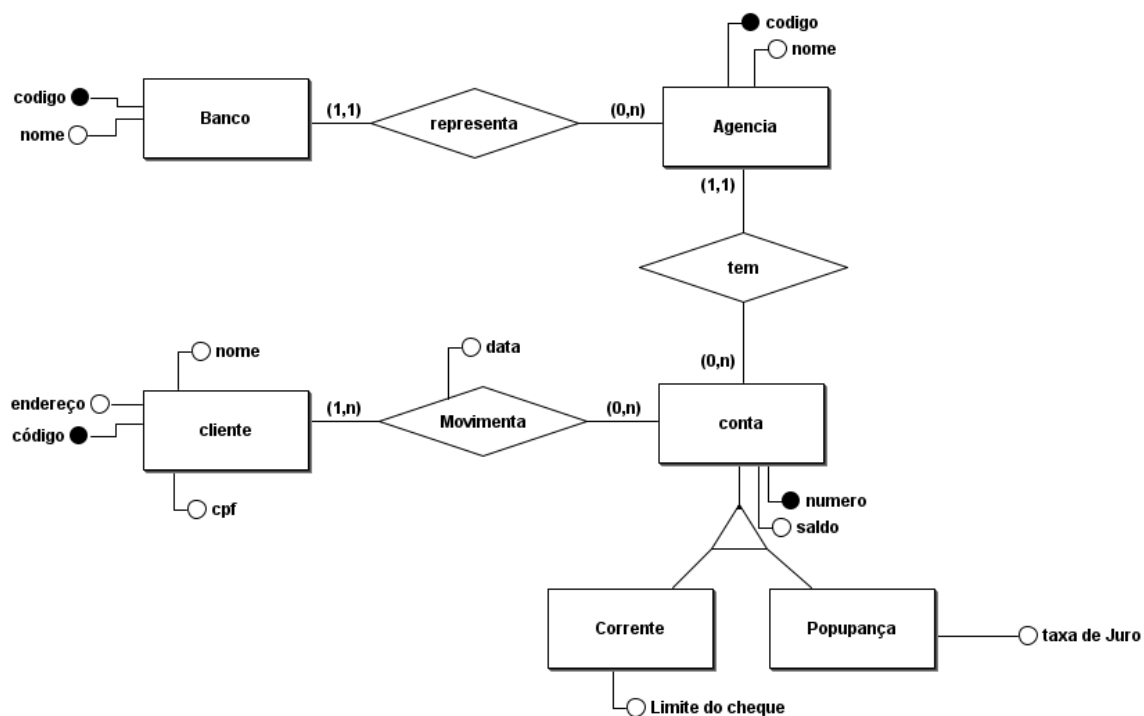 codigo
nome
codigo
nome
Banco
(1,1)
representa
(0,n)
Agencia
(1,1)
tem
(0,n)
nome
endereço
código
cliente
cpf
(1,n)
data
Movimenta
(0,n)
conta
numero
saldo
Corrente
Popupança
taxa de Juro
Limite do cheque